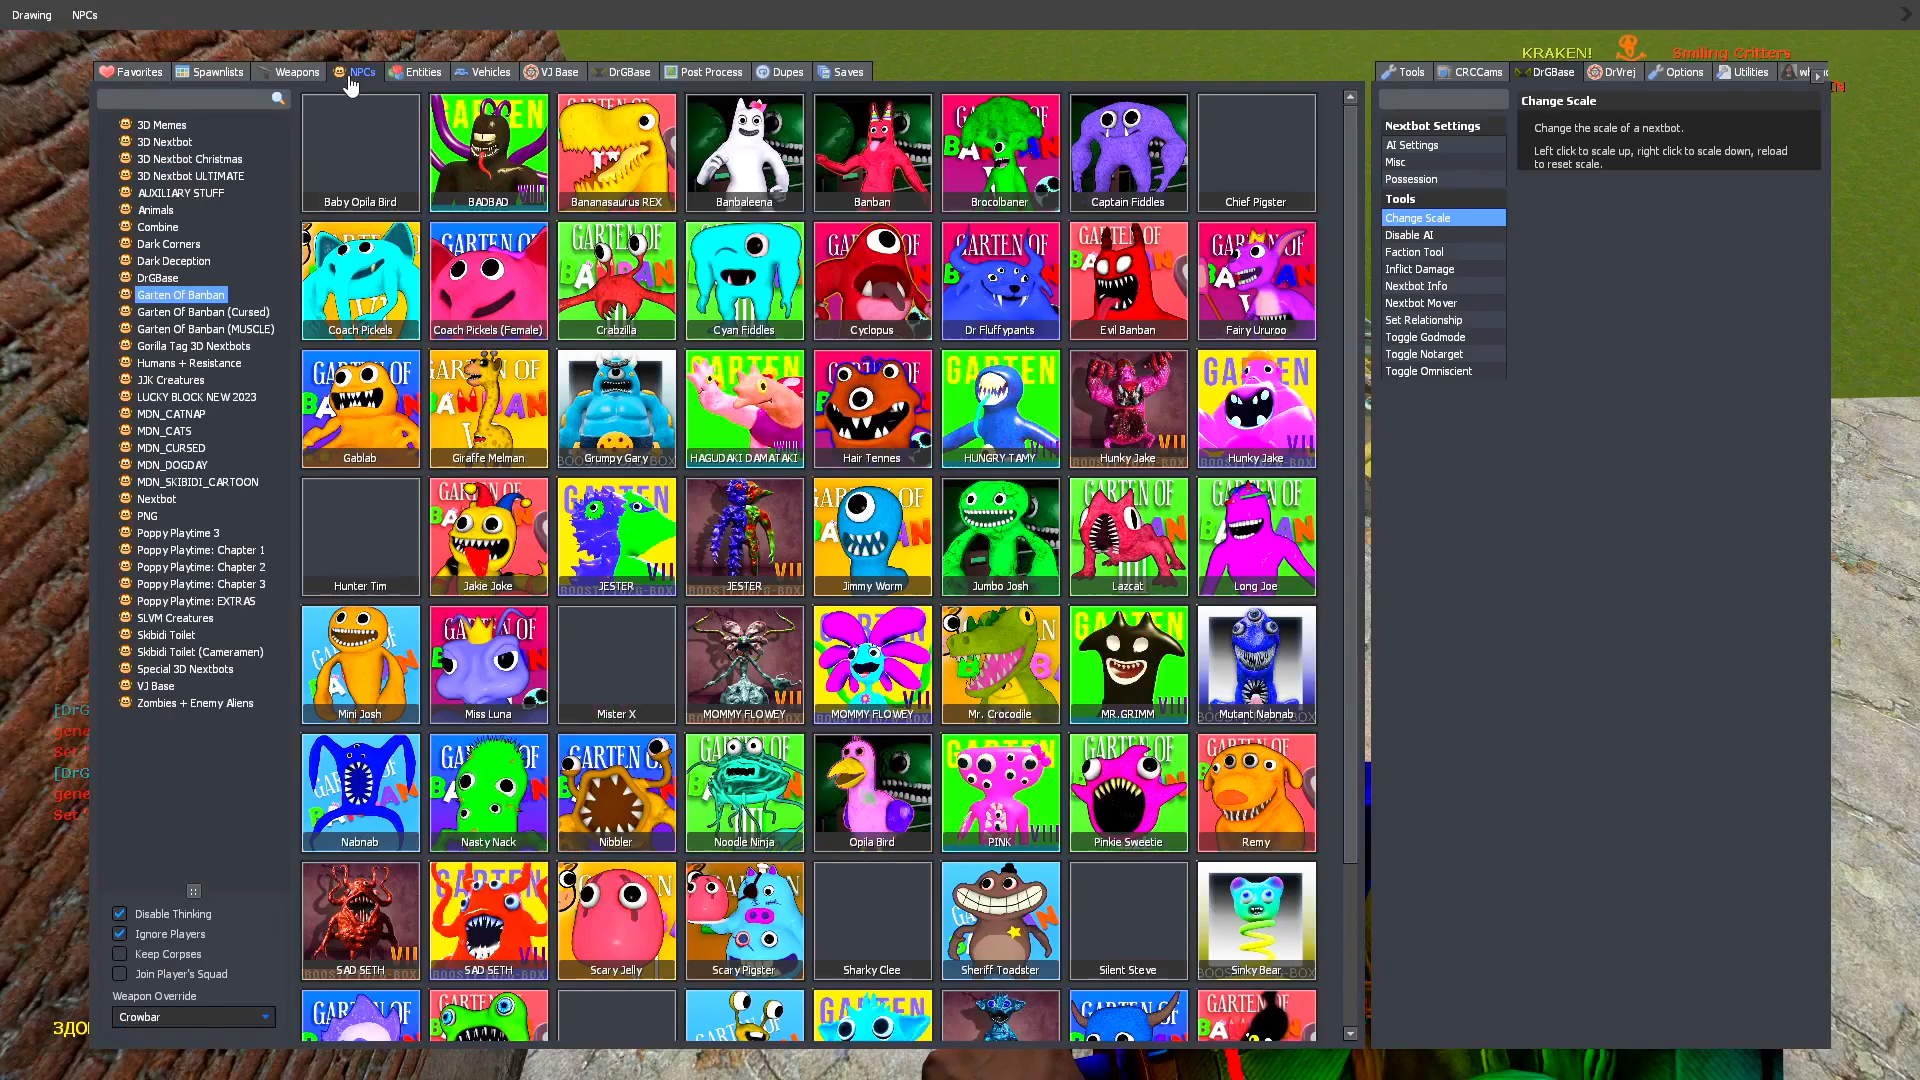 Drawing NPCs
KRAKEN! Smiling Critters
Favorites Spawnlists Weapons NPCs Entities Vehicles VJ Base DrGBase Post Process Dupes Saves
Tools CRCCams DrGBase DrVrej Options Utilities
3D Memes
3D Nextbot
3D Nextbot Christmas
3D Nextbot ULTIMATE
AUXILIARY STUFF
Animals
Combine
Dark Corners
Dark Deception
DrGBase
Garten Of Banban
Garten Of Banban (Cursed)
Garten Of Banban (MUSCLE)
Gorilla Tag 3D Nextbots
Humans + Resistance
JJK Creatures
LUCKY BLOCK NEW 2023
MDN_CATNAP
MDN_CATS
MDN_CURSED
MDN_DOGDAY
MDN_SKIBIDI_CARTOON
Nextbot
PNG
Poppy Playtime 3
Poppy Playtime: Chapter 1
Poppy Playtime: Chapter 2
Poppy Playtime: Chapter 3
Poppy Playtime: EXTRAS
SLVM Creatures
Skibidi Toilet
Skibidi Toilet (Cameramen)
Special 3D Nextbots
VJ Base
Zombies + Enemy Aliens
Disable Thinking
Ignore Players
Keep Corpses
Join Player's Squad
Weapon Override
Crowbar
Baby Opila Bird BADBAD Bananasaurus REX Banbaleena Banban Brocolbaner Captain Fiddles Chief Pigster
Coach Pickels Coach Pickels (Female) Crabzilla Cyan Fiddles Cyclopus Dr Fluffypants Evil Banban Fairy Ururoo
Gablab Giraffe Melman Grumpy Gary HAGUDAKI DAMATAKI Hair Tennes HUNGRY TAMY Hunky Jake Hunky Jake
Hunter Tim Jakie Joke JESTER JESTER Jimmy Worm Jumbo Josh Lazcat Long Joe
Mini Josh Miss Luna Mister X MOMMY FLOWEY MOMMY FLOWEY Mr. Crocodile MR.GRIMM Mutant Nabnab
Nabnab Nasty Nack Nibbler Noodle Ninja Opila Bird PINK Pinkie Sweetie Remy
SAD SETH SAD SETH Scary Jelly Scary Pigster Sharky Clee Sheriff Toadster Silent Steve Sinky Bear
Nextbot Settings
AI Settings
Misc
Possession
Tools
Change Scale
Disable AI
Faction Tool
Inflict Damage
Nextbot Info
Nextbot Mover
Set Relationship
Toggle Godmode
Toggle Notarget
Toggle Omniscient
Change Scale
Change the scale of a nextbot.
Left click to scale up, right click to scale down, reload
to reset scale.
[DrG
gene
Set
[DrG
gene
Set